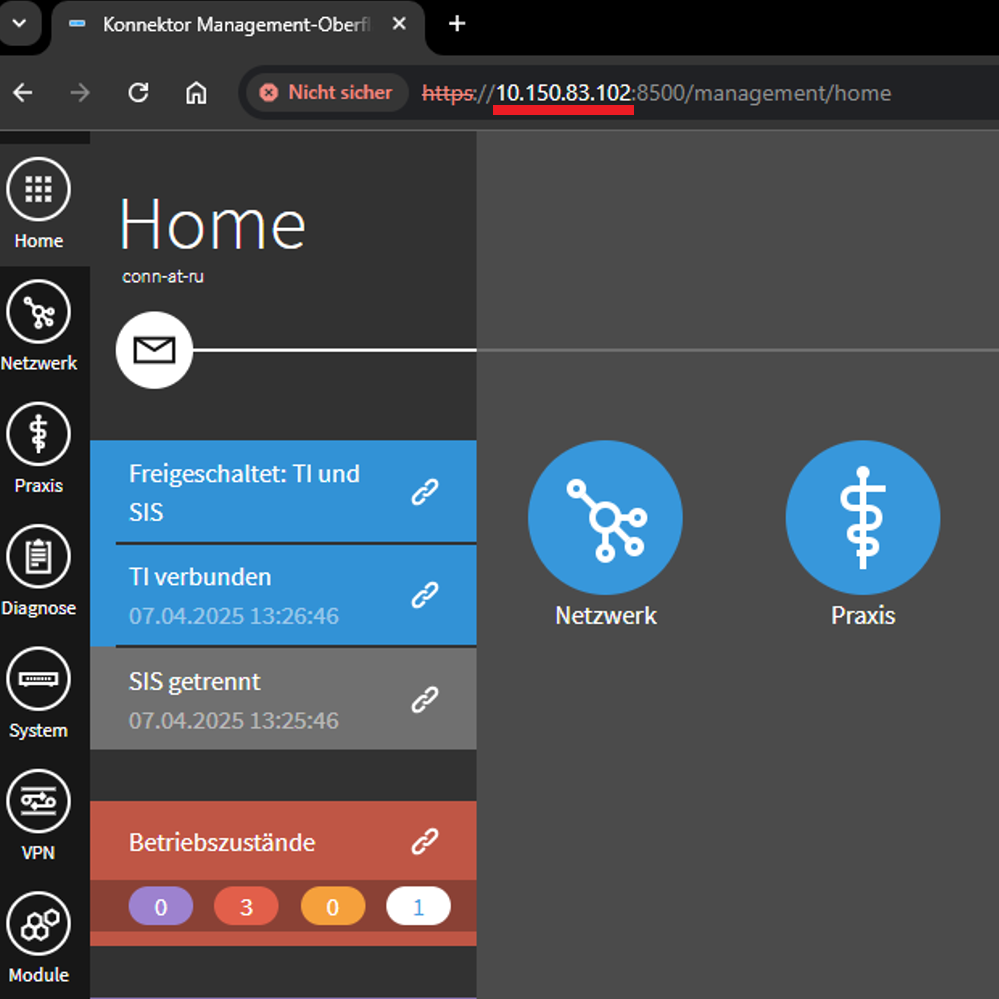 Konnektor Management-Oberfl
Nicht sicher https://10.150.83.102:8500/management/home
Home
Netzwerk
Praxis
Diagnose
System
VPN
Module
Home
conn-at-ru
Freigeschaltet: TI und
SIS
TI verbunden
07.04.2025 13:26:46
SIS getrennt
07.04.2025 13:25:46
Betriebszustände
0 3 0 1
Netzwerk
Praxis